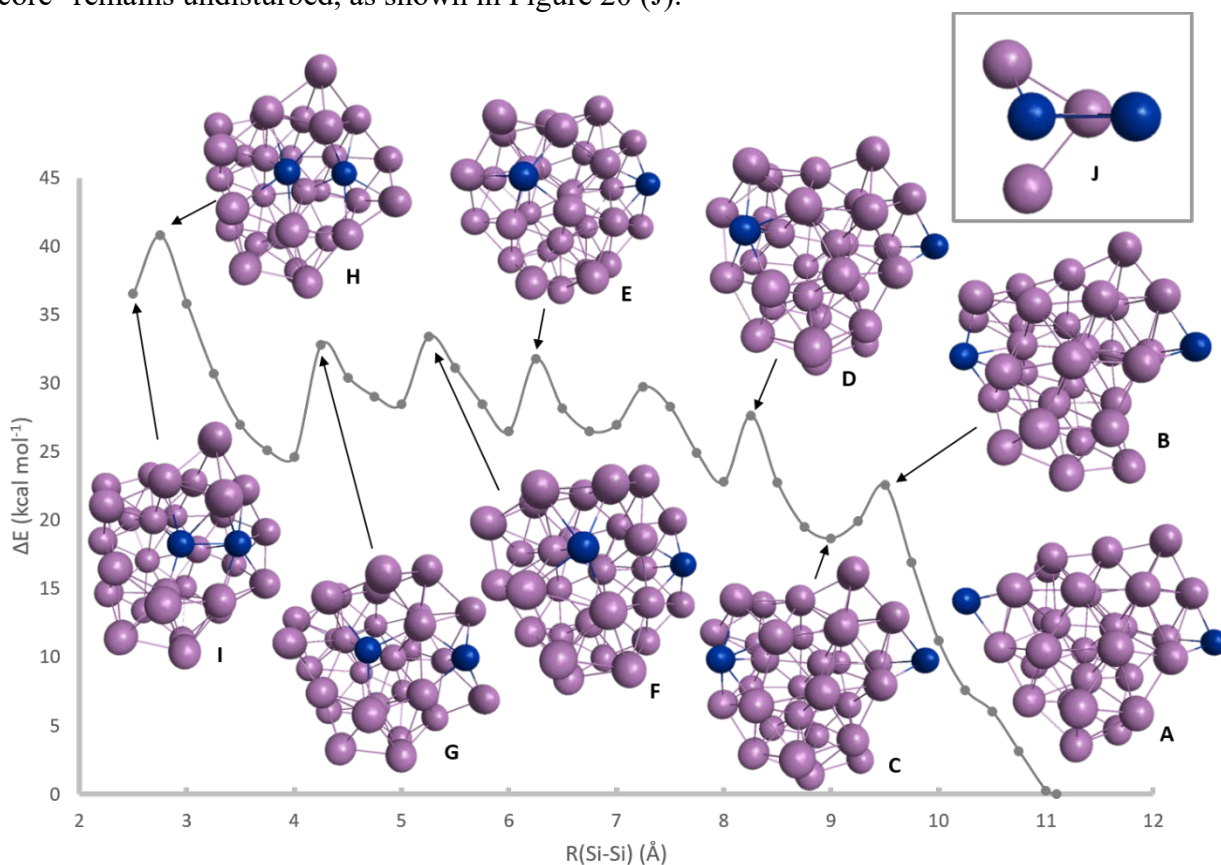 core" remains undisturbed, as shown in Figure 20 (J).
J
H
E
D
B
I
G
F
C
A
45
40
35
30
25
20
15
10
5
0
ΔE (kcal mol⁻¹)
2 3 4 5 6 7 8 9 10 11 12
R(Si-Si) (Å)